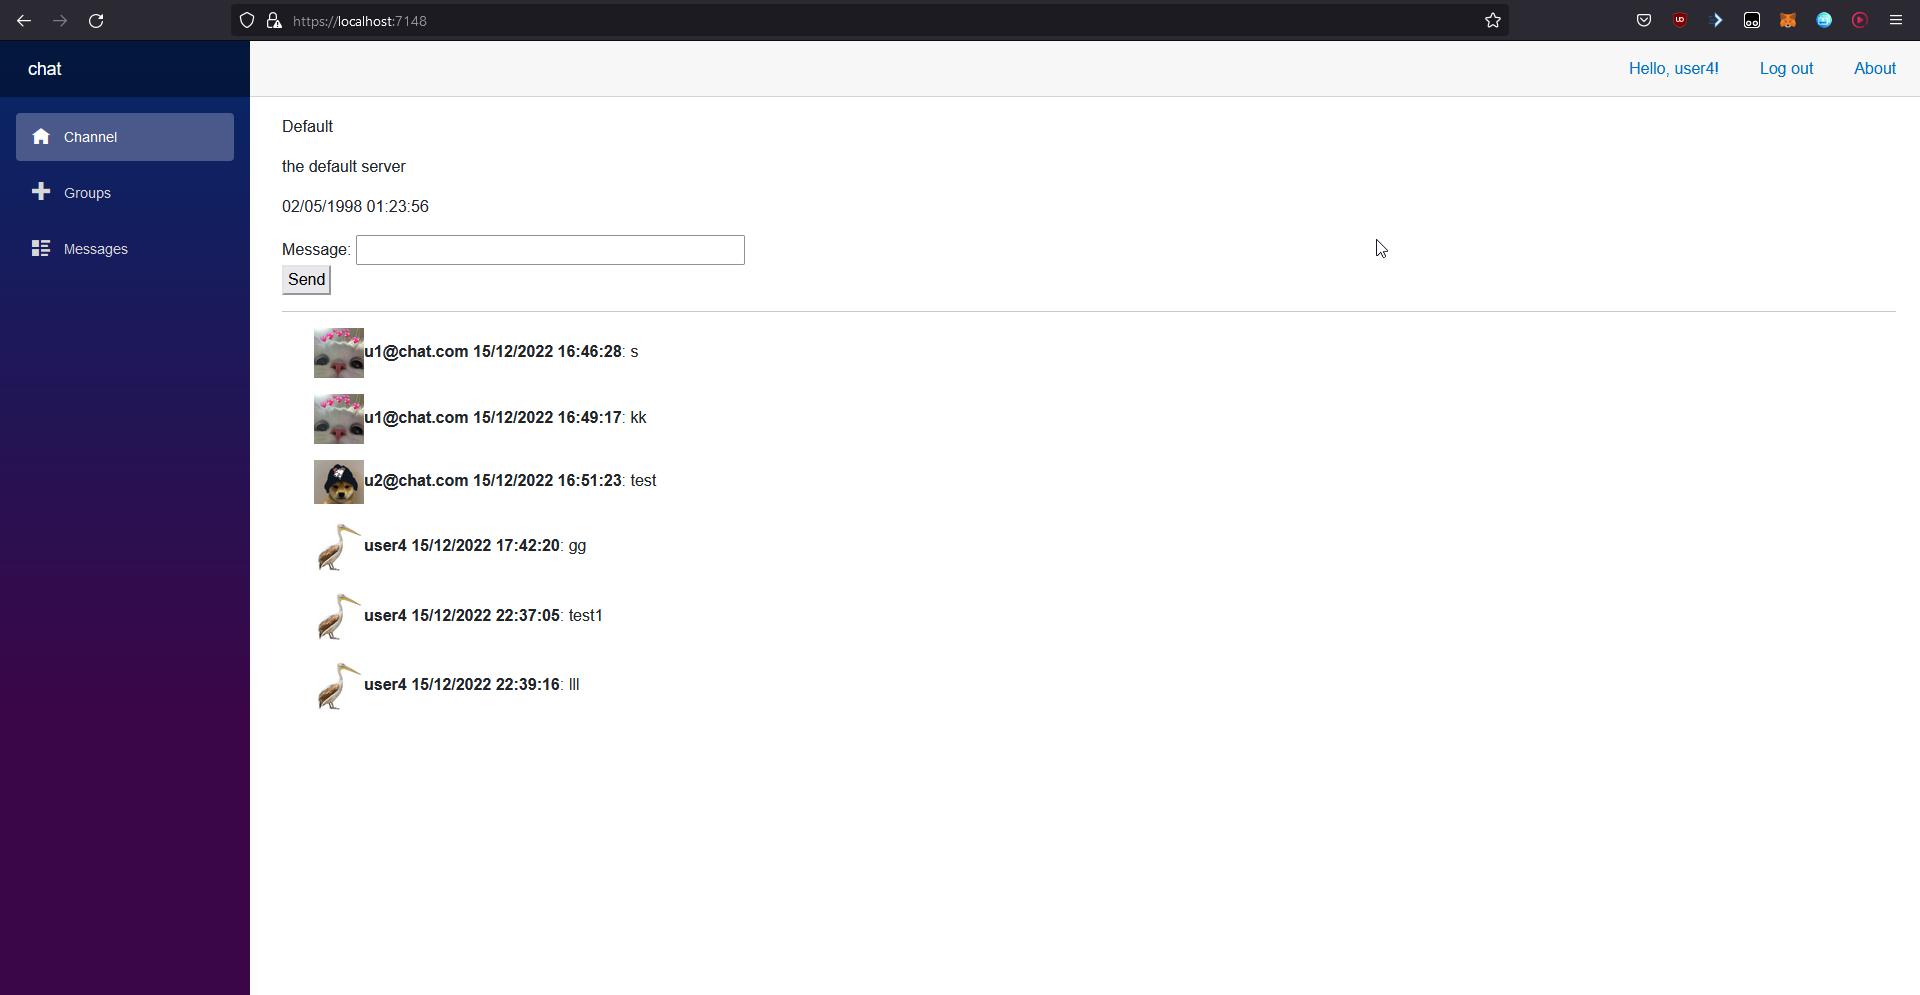 https://localhost:7148
chat
Hello, user4!
Log out
About
Channel
Groups
Messages
Default
the default server
02/05/1998 01:23:56
Message:
Send
u1@chat.com 15/12/2022 16:46:28: s
u1@chat.com 15/12/2022 16:49:17: kk
u2@chat.com 15/12/2022 16:51:23: test
user4 15/12/2022 17:42:20: gg
user4 15/12/2022 22:37:05: test1
user4 15/12/2022 22:39:16: lll